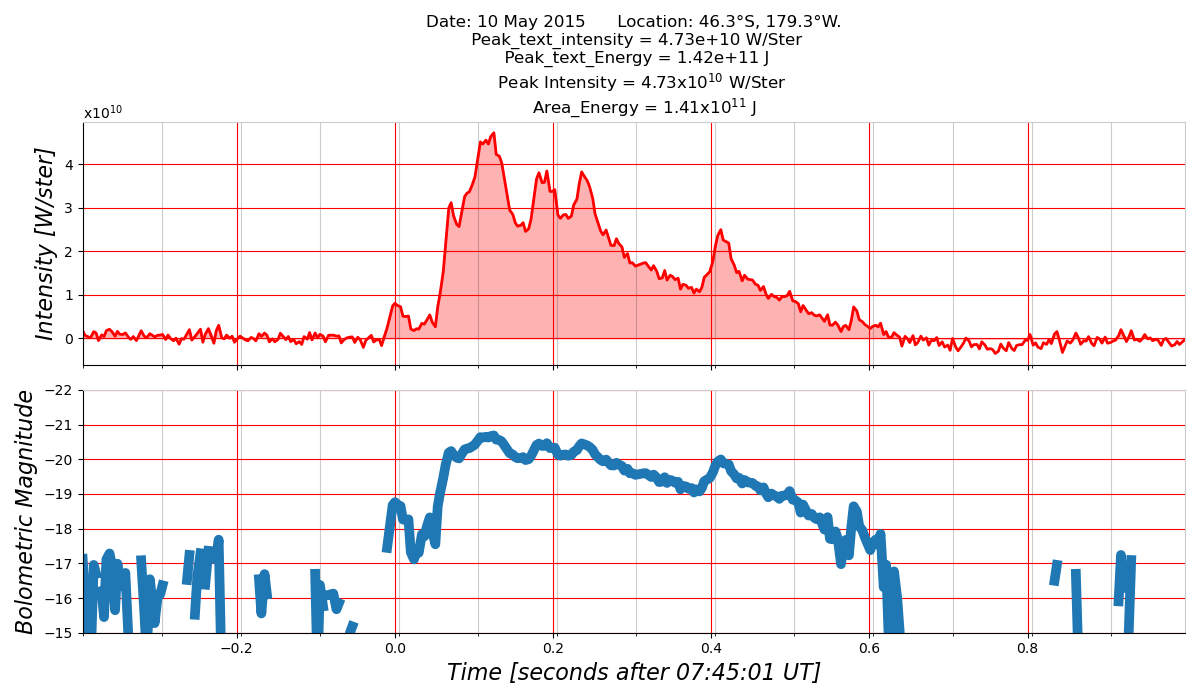 Date: 10 May 2015      Location: 46.3°S, 179.3°W.
Peak_text_intensity = 4.73e+10 W/Ster
Peak_text_Energy = 1.42e+11 J
Peak Intensity = 4.73x10¹⁰ W/Ster
Area_Energy = 1.41x10¹¹ J
x10¹⁰
Intensity [W/ster]
4
3
2
1
0
Bolometric Magnitude
−22
−21
−20
−19
−18
−17
−16
−15
−0.2 0.0 0.2 0.4 0.6 0.8
Time [seconds after 07:45:01 UT]